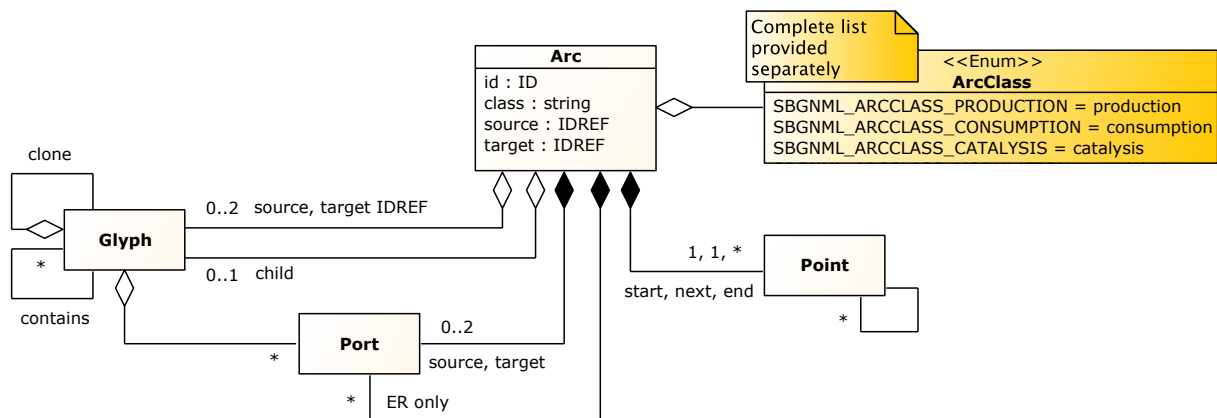 Complete list
provided
separately
<<Enum>>
ArcClass
SBGNML_ARCCLASS_PRODUCTION = production
SBGNML_ARCCLASS_CONSUMPTION = consumption
SBGNML_ARCCLASS_CATALYSIS = catalysis
Arc
id : ID
class : string
source : IDREF
target : IDREF
clone
0..2 source, target IDREF
Glyph
*
0..1 child
contains
1, 1, *
Point
start, next, end
*
0..2
Port
*
source, target
* ER only